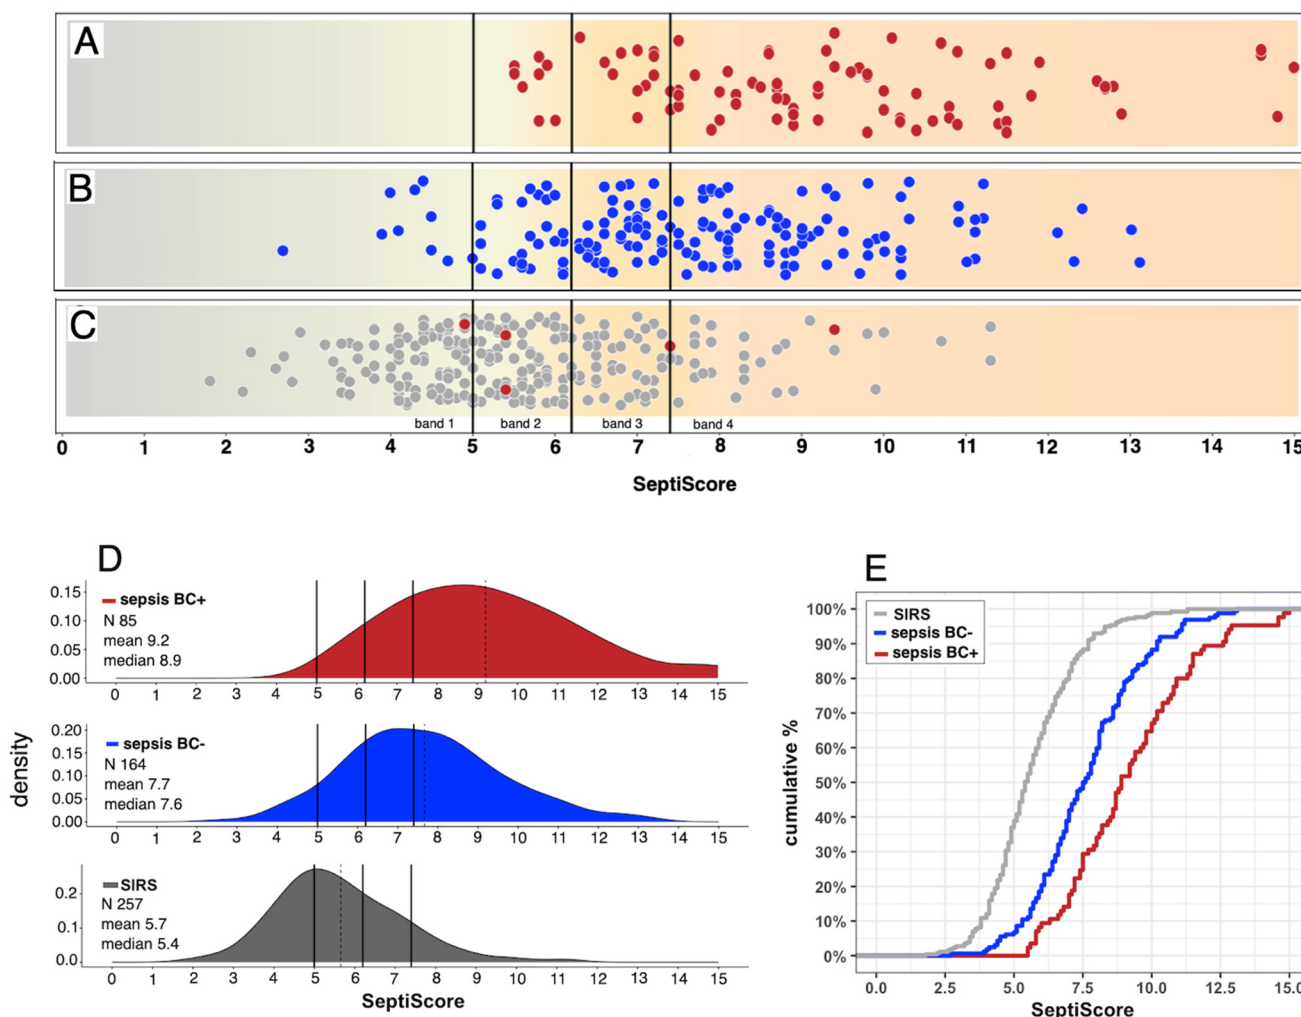 A
B
C
band 1 band 2 band 3 band 4
0 1 2 3 4 5 6 7 8 9 10 11 12 13 14 15
SeptiScore
D
density
0.15
0.10
0.05
0.00
sepsis BC+
N 85
mean 9.2
median 8.9
0 1 2 3 4 5 6 7 8 9 10 11 12 13 14 15
0.20
0.15
0.10
0.05
0.00
sepsis BC-
N 164
mean 7.7
median 7.6
0 1 2 3 4 5 6 7 8 9 10 11 12 13 14 15
0.2
0.1
0.0
SIRS
N 257
mean 5.7
median 5.4
0 1 2 3 4 5 6 7 8 9 10 11 12 13 14 15
SeptiScore
E
cumulative %
100%
90%
80%
70%
60%
50%
40%
30%
20%
10%
0%
SIRS
sepsis BC-
sepsis BC+
0.0 2.5 5.0 7.5 10.0 12.5 15.0
SeptiScore